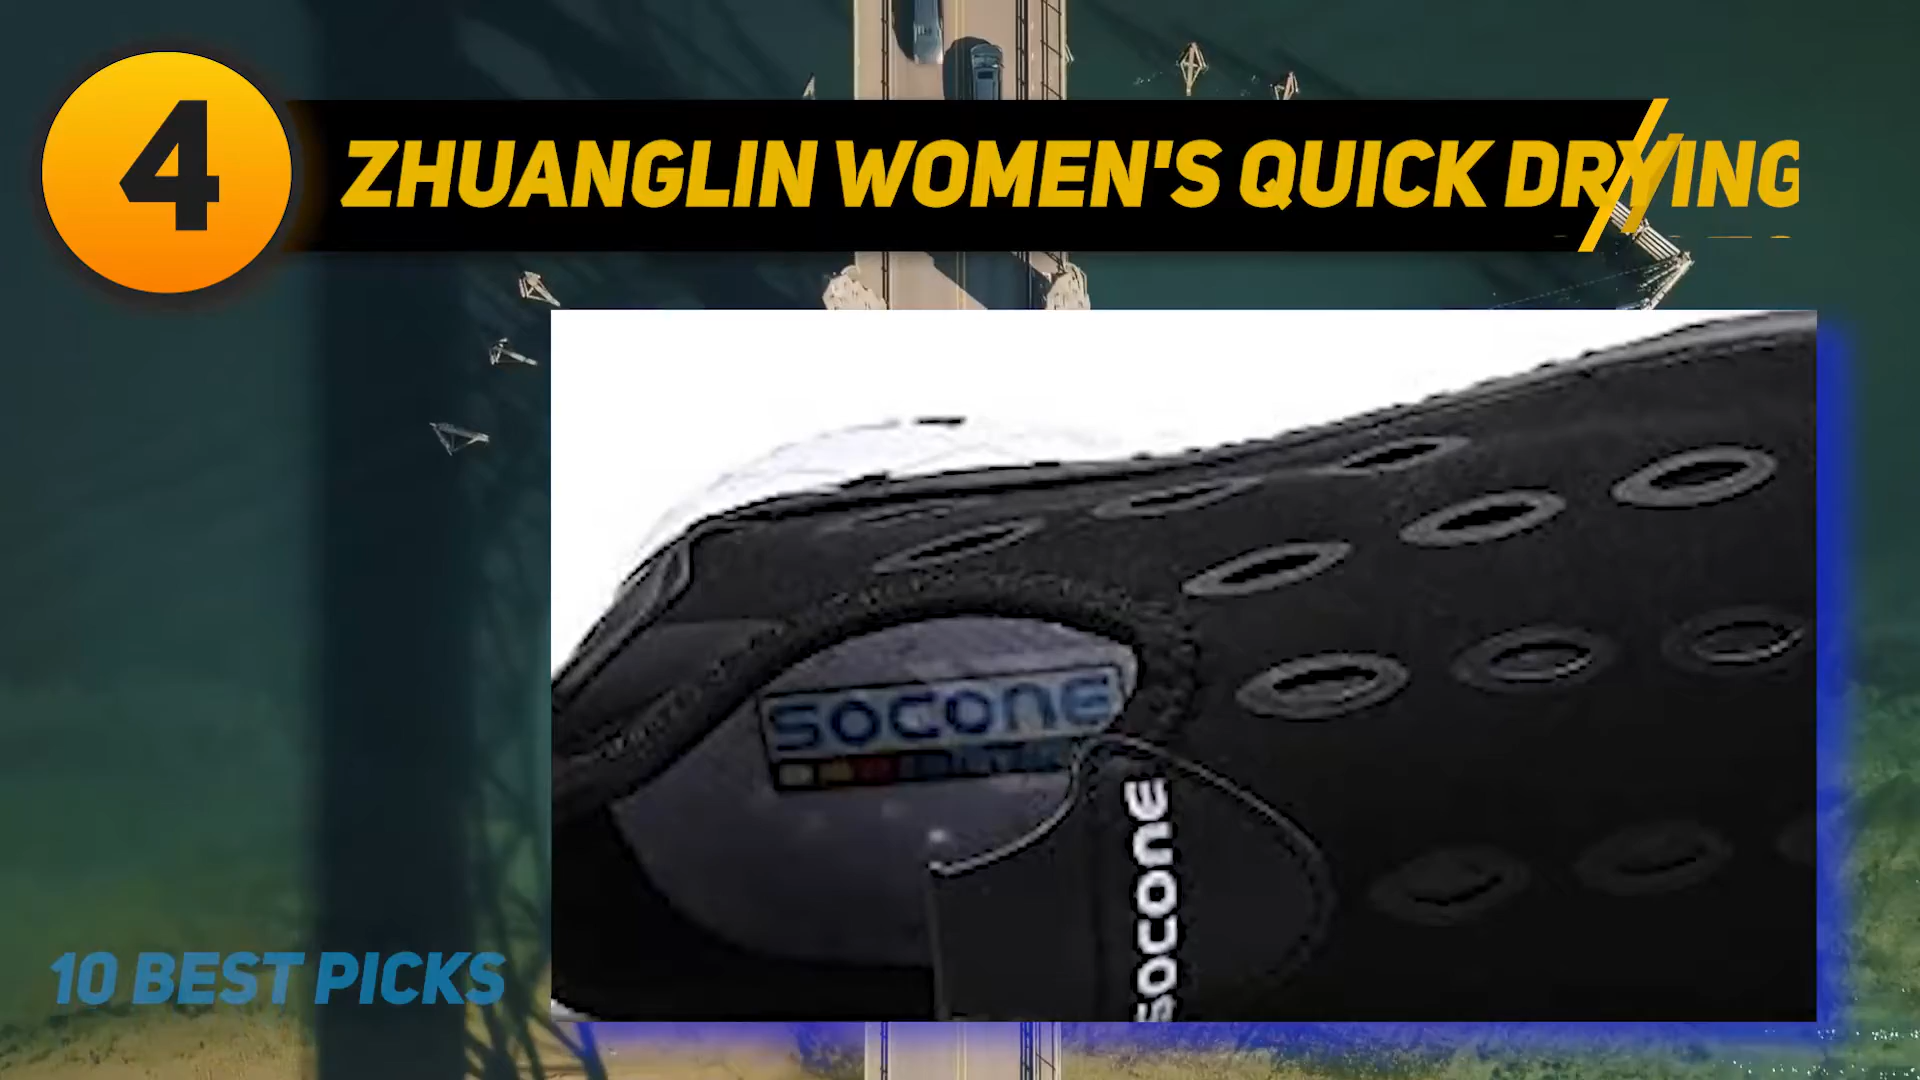 4
ZHUANGLIN WOMEN'S QUICK DRYING
SOCONE
SOCONE
10 BEST PICKS